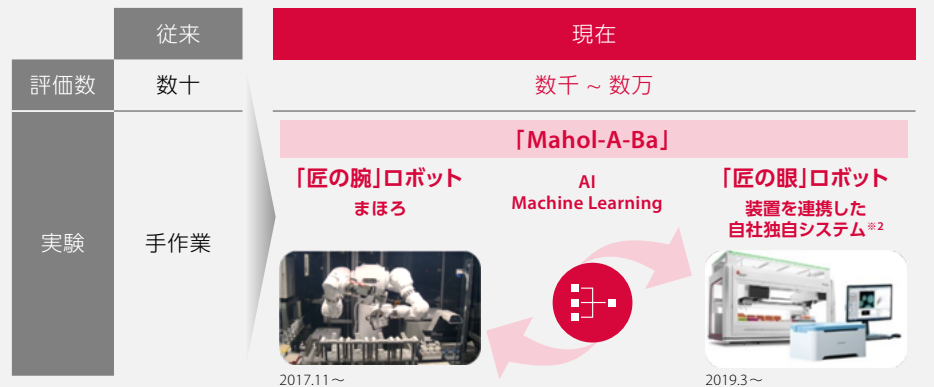 従来
現在
評価数
数十
数千 ~ 数万
実験
手作業
「Mahol-A-Ba」
「匠の腕」ロボット
まほろ
AI
Machine Learning
「匠の眼」ロボット
装置を連携した
自社独自システム※2
2017.11～
2019.3～